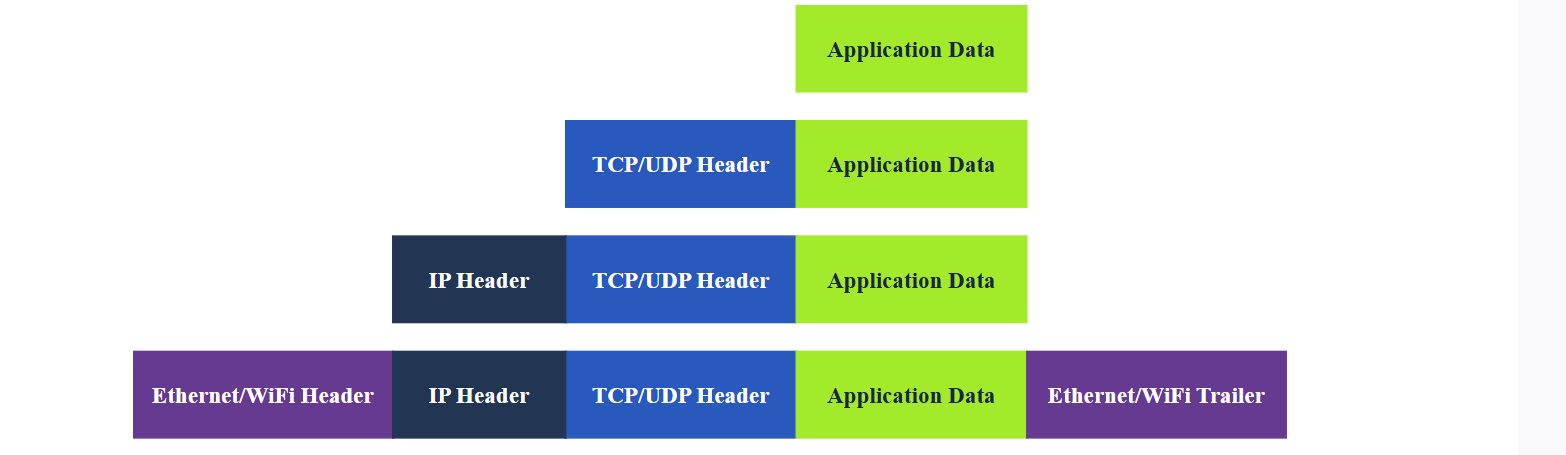 Application Data
TCP/UDP Header Application Data
IP Header TCP/UDP Header Application Data
Ethernet/WiFi Header IP Header TCP/UDP Header Application Data Ethernet/WiFi Trailer